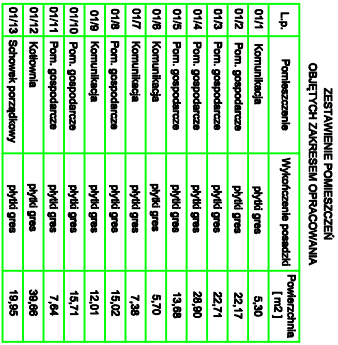 ZESTAWIENIE POMIESZCZEŃ
OBJĘTYCH ZAKRESEM OPRACOWANIA
L.p. Pomieszczenie Wykończenie posadzki Powierzchnia [ m2 ]
01/1 Komunikacja płytki gres 5,30
01/2 Pom. gospodarcze płytki gres 22,17
01/3 Pom. gospodarcze płytki gres 22,71
01/4 Pom. gospodarcze płytki gres 28,90
01/5 Pom. gospodarcze płytki gres 13,68
01/6 Komunikacja płytki gres 5,70
01/7 Komunikacja płytki gres 7,38
01/8 Pom. gospodarcze płytki gres 15,02
01/9 Komunikacja płytki gres 12,01
01/10 Pom. gospodarcze płytki gres 15,71
01/11 Pom. gospodarcze płytki gres 7,64
01/12 Kotłownia płytki gres 39,66
01/13 Schowek porządkowy płytki gres 19,95